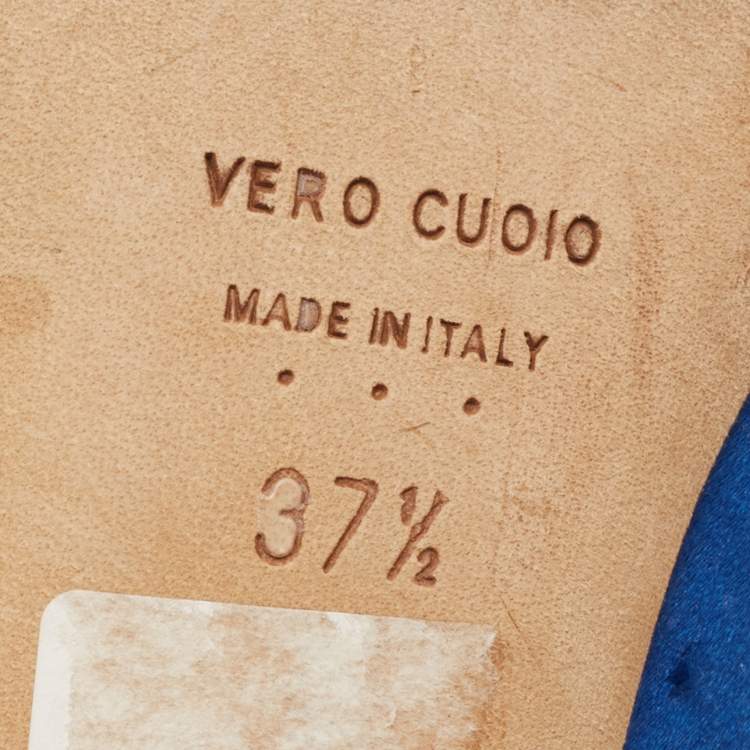 VERO CUOIO
MADE IN ITALY
• • •
37½